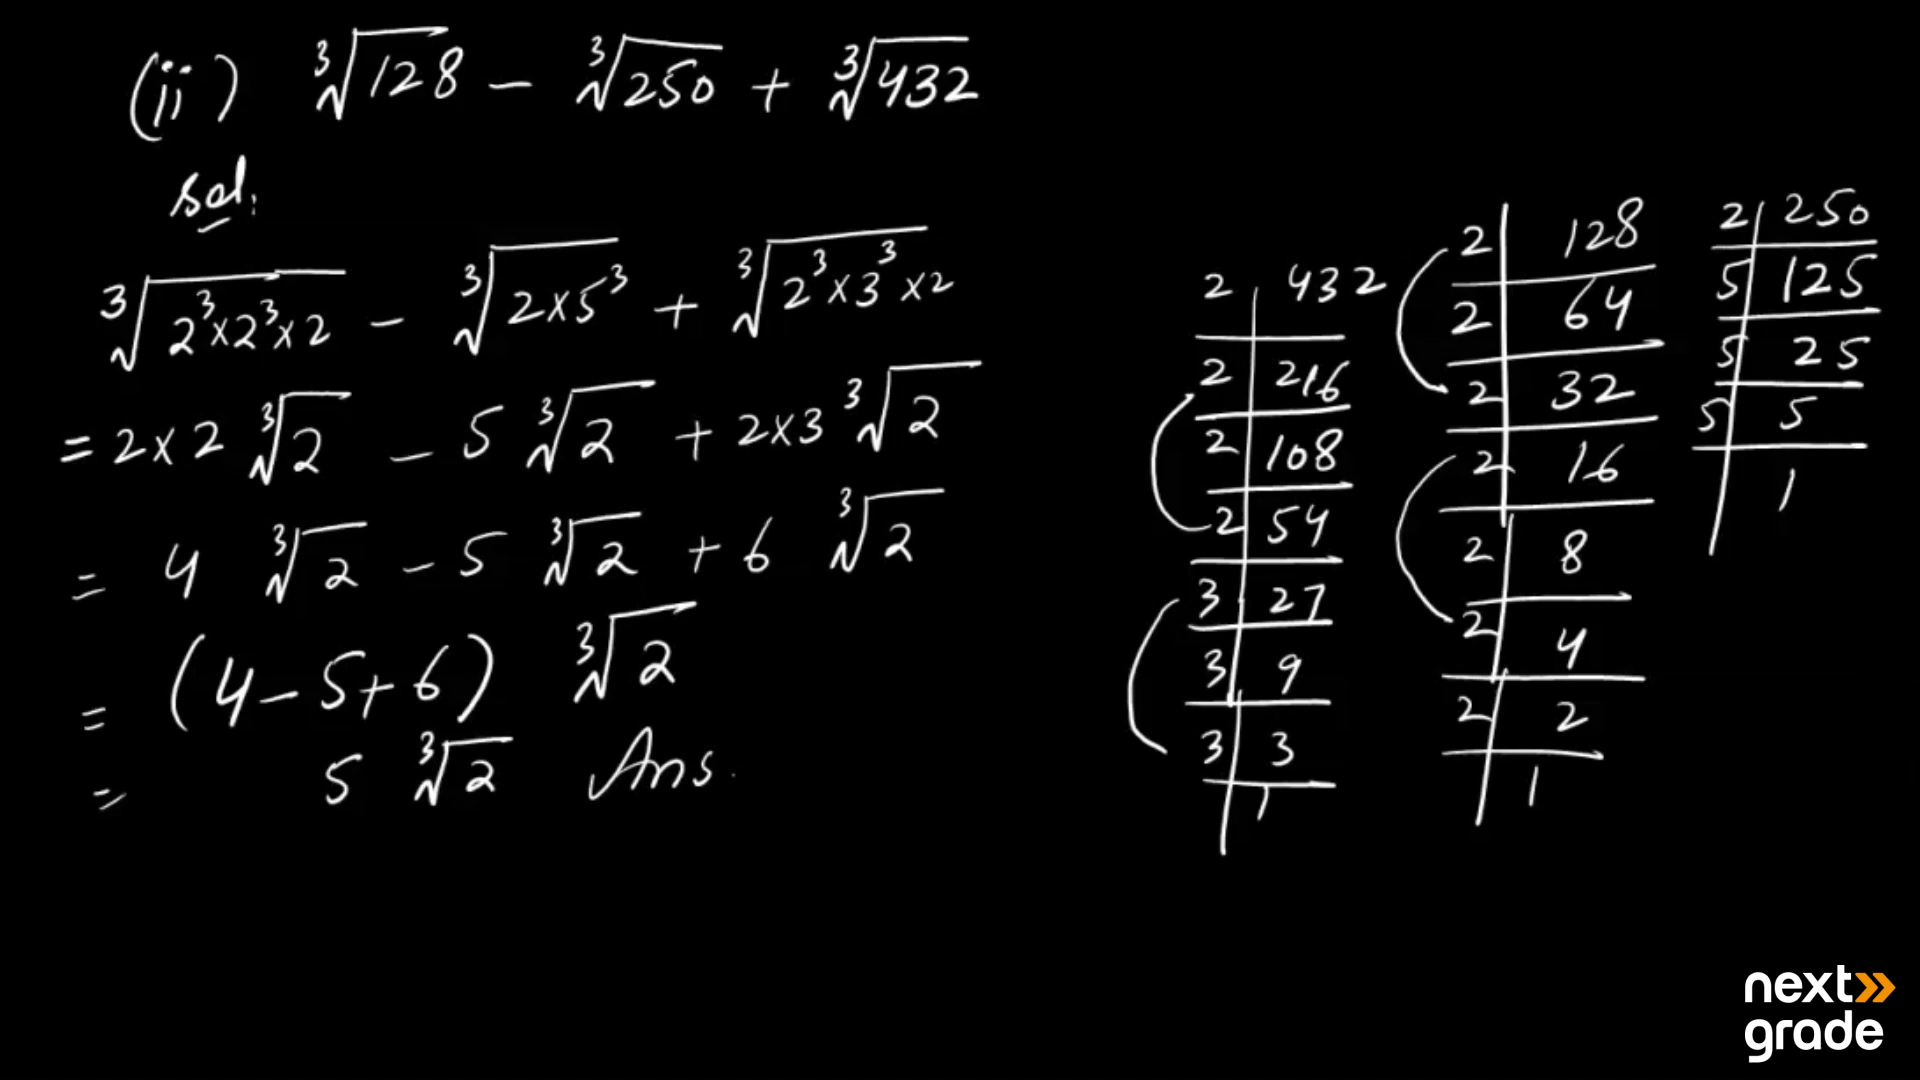 (ii) ∛128 − ∛250 + ∛432
sol.
∛(2³×2³×2) − ∛(2×5³) + ∛(2³×3³×2)
= 2×2 ∛2 − 5 ∛2 + 2×3 ∛2
= 4 ∛2 − 5 ∛2 + 6 ∛2
= (4−5+6) ∛2
= 5 ∛2 Ans.
2 | 432
2 | 216
2 | 108
2 | 54
3 | 27
3 | 9
3 | 3
| 1
2 | 128
2 | 64
2 | 32
2 | 16
2 | 8
2 | 4
2 | 2
| 1
2 | 250
5 | 125
5 | 25
5 | 5
| 1
next
grade